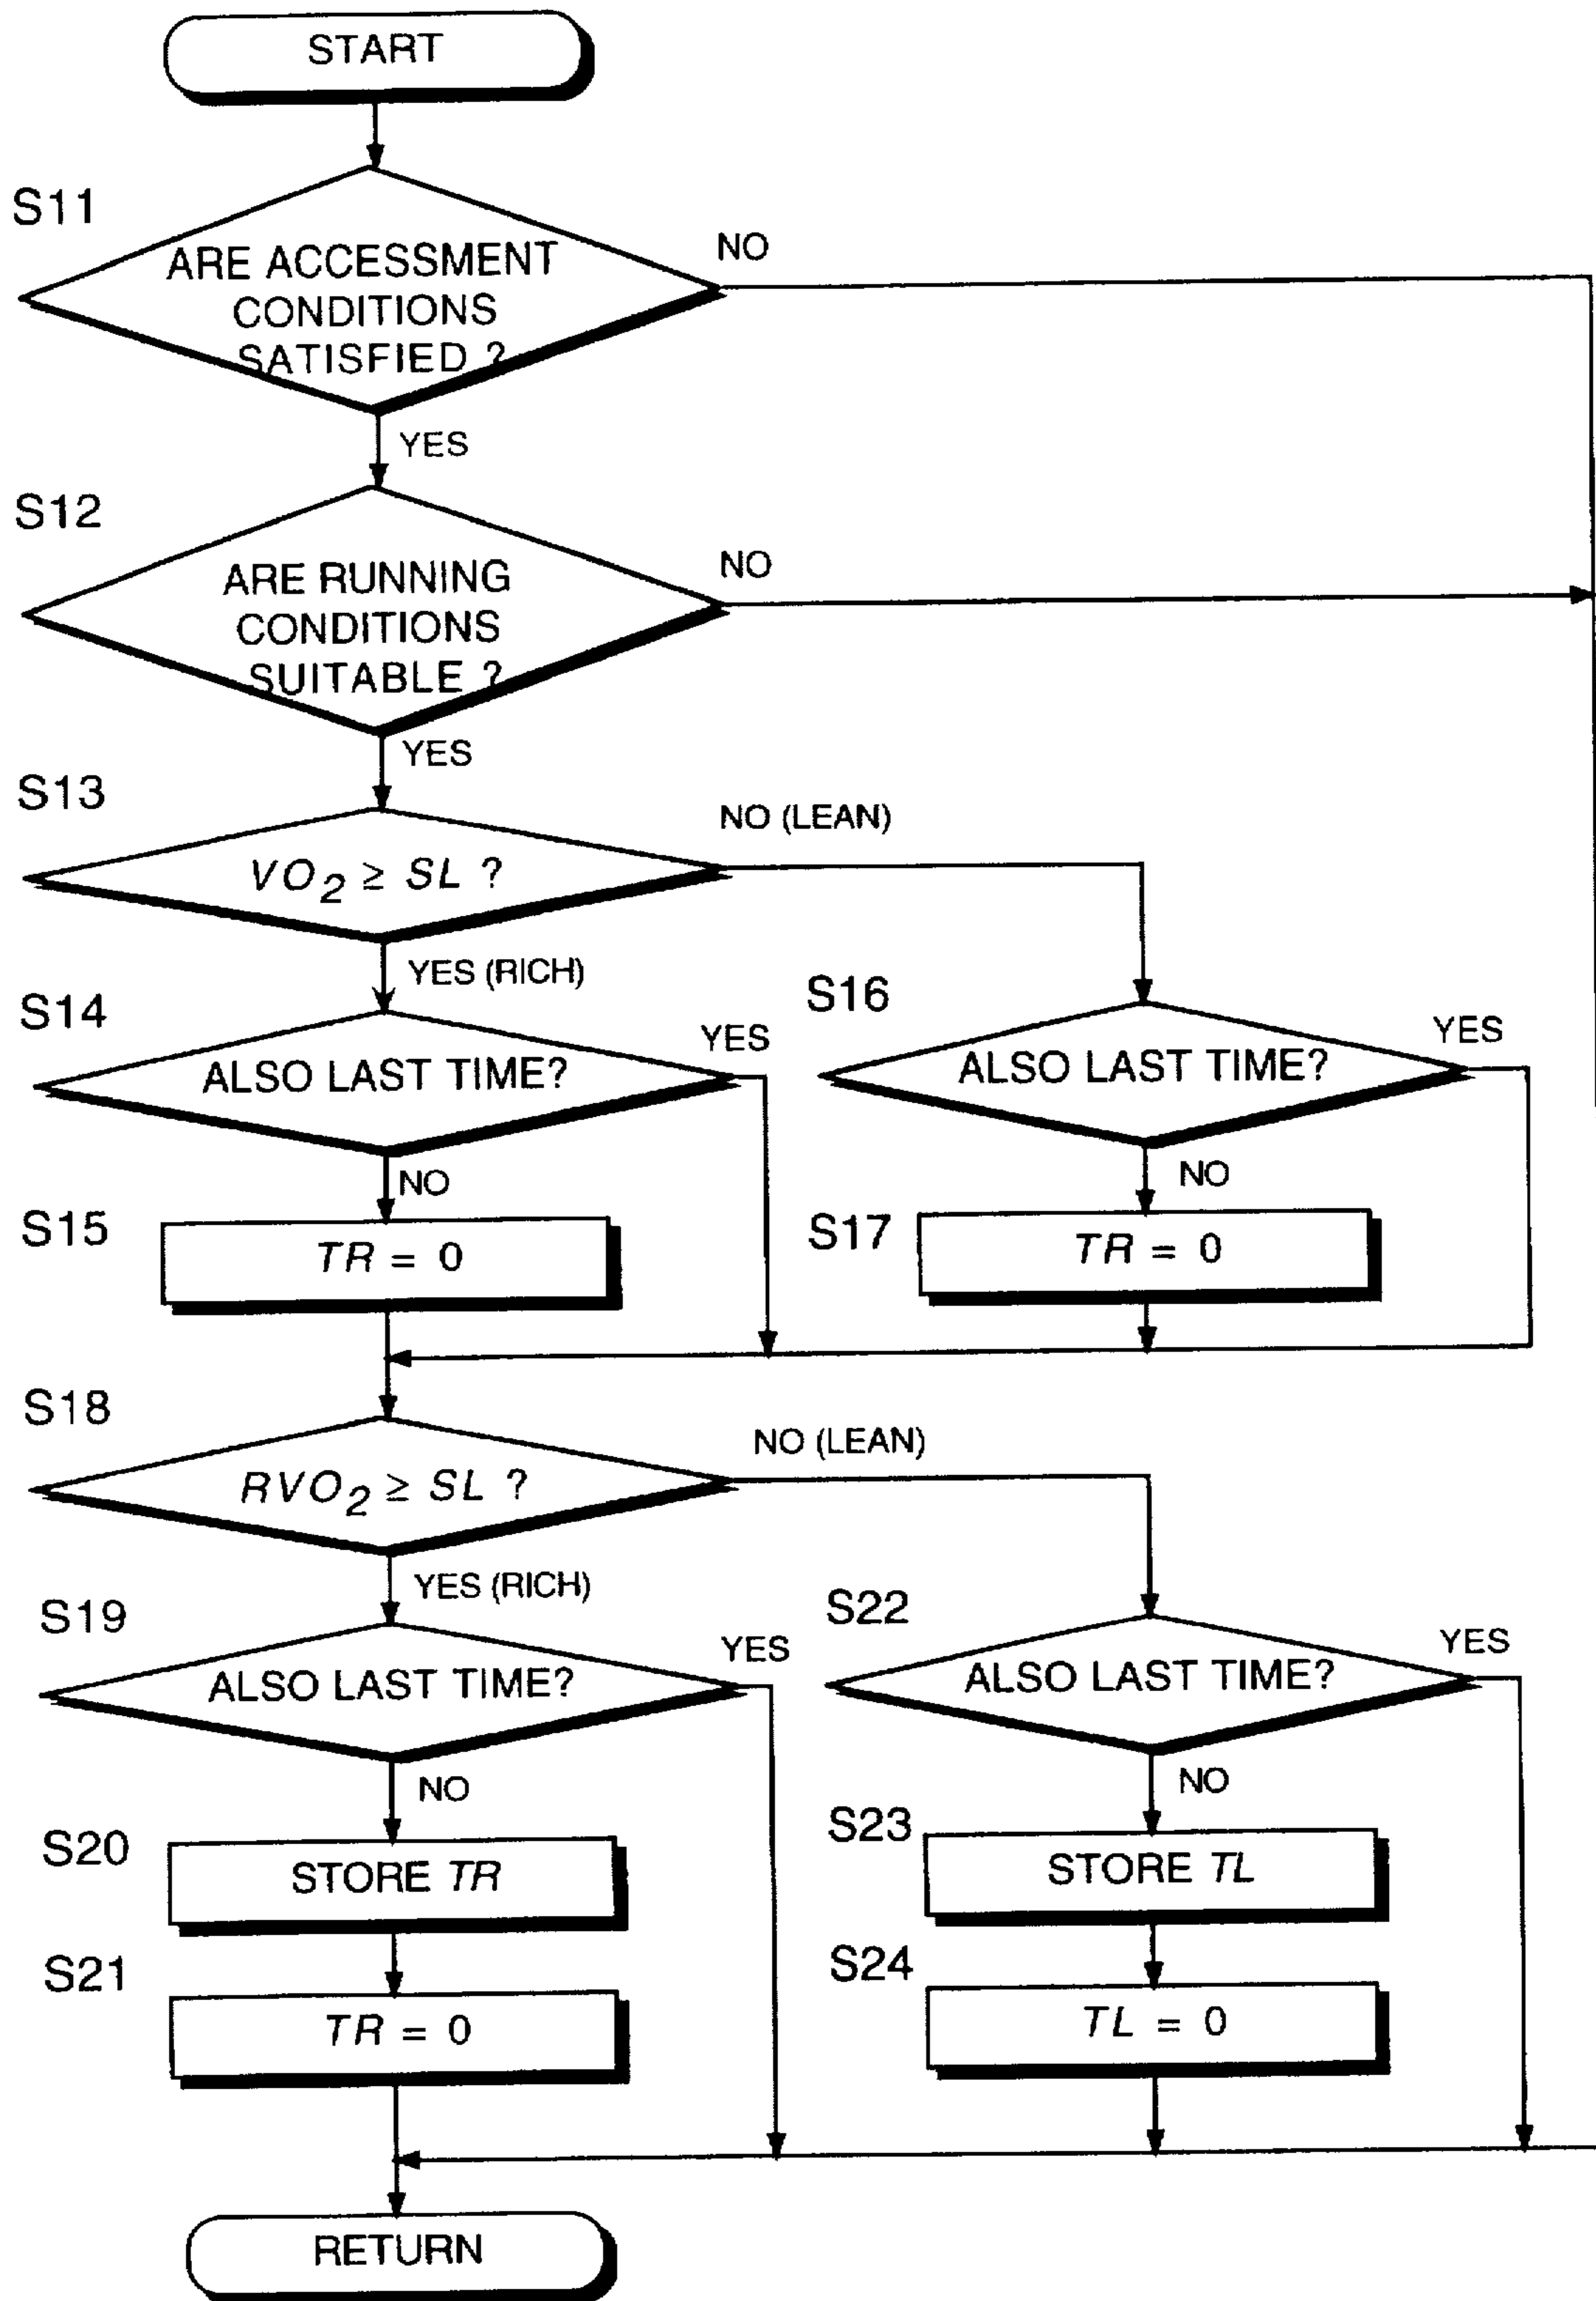 START
S11
ARE ACCESSMENT
CONDITIONS
SATISFIED ?
NO
YES
S12
ARE RUNNING
CONDITIONS
SUITABLE ?
NO
YES
S13
VO2 ≥ SL ?
NO (LEAN)
YES (RICH)
S14
ALSO LAST TIME?
YES
S16
ALSO LAST TIME?
YES
NO
NO
S15
TR = 0
S17
TR = 0
S18
RVO2 ≥ SL ?
NO (LEAN)
YES (RICH)
S19
ALSO LAST TIME?
YES
S22
ALSO LAST TIME?
YES
NO
NO
S20
STORE TR
S23
STORE TL
S21
TR = 0
S24
TL = 0
RETURN